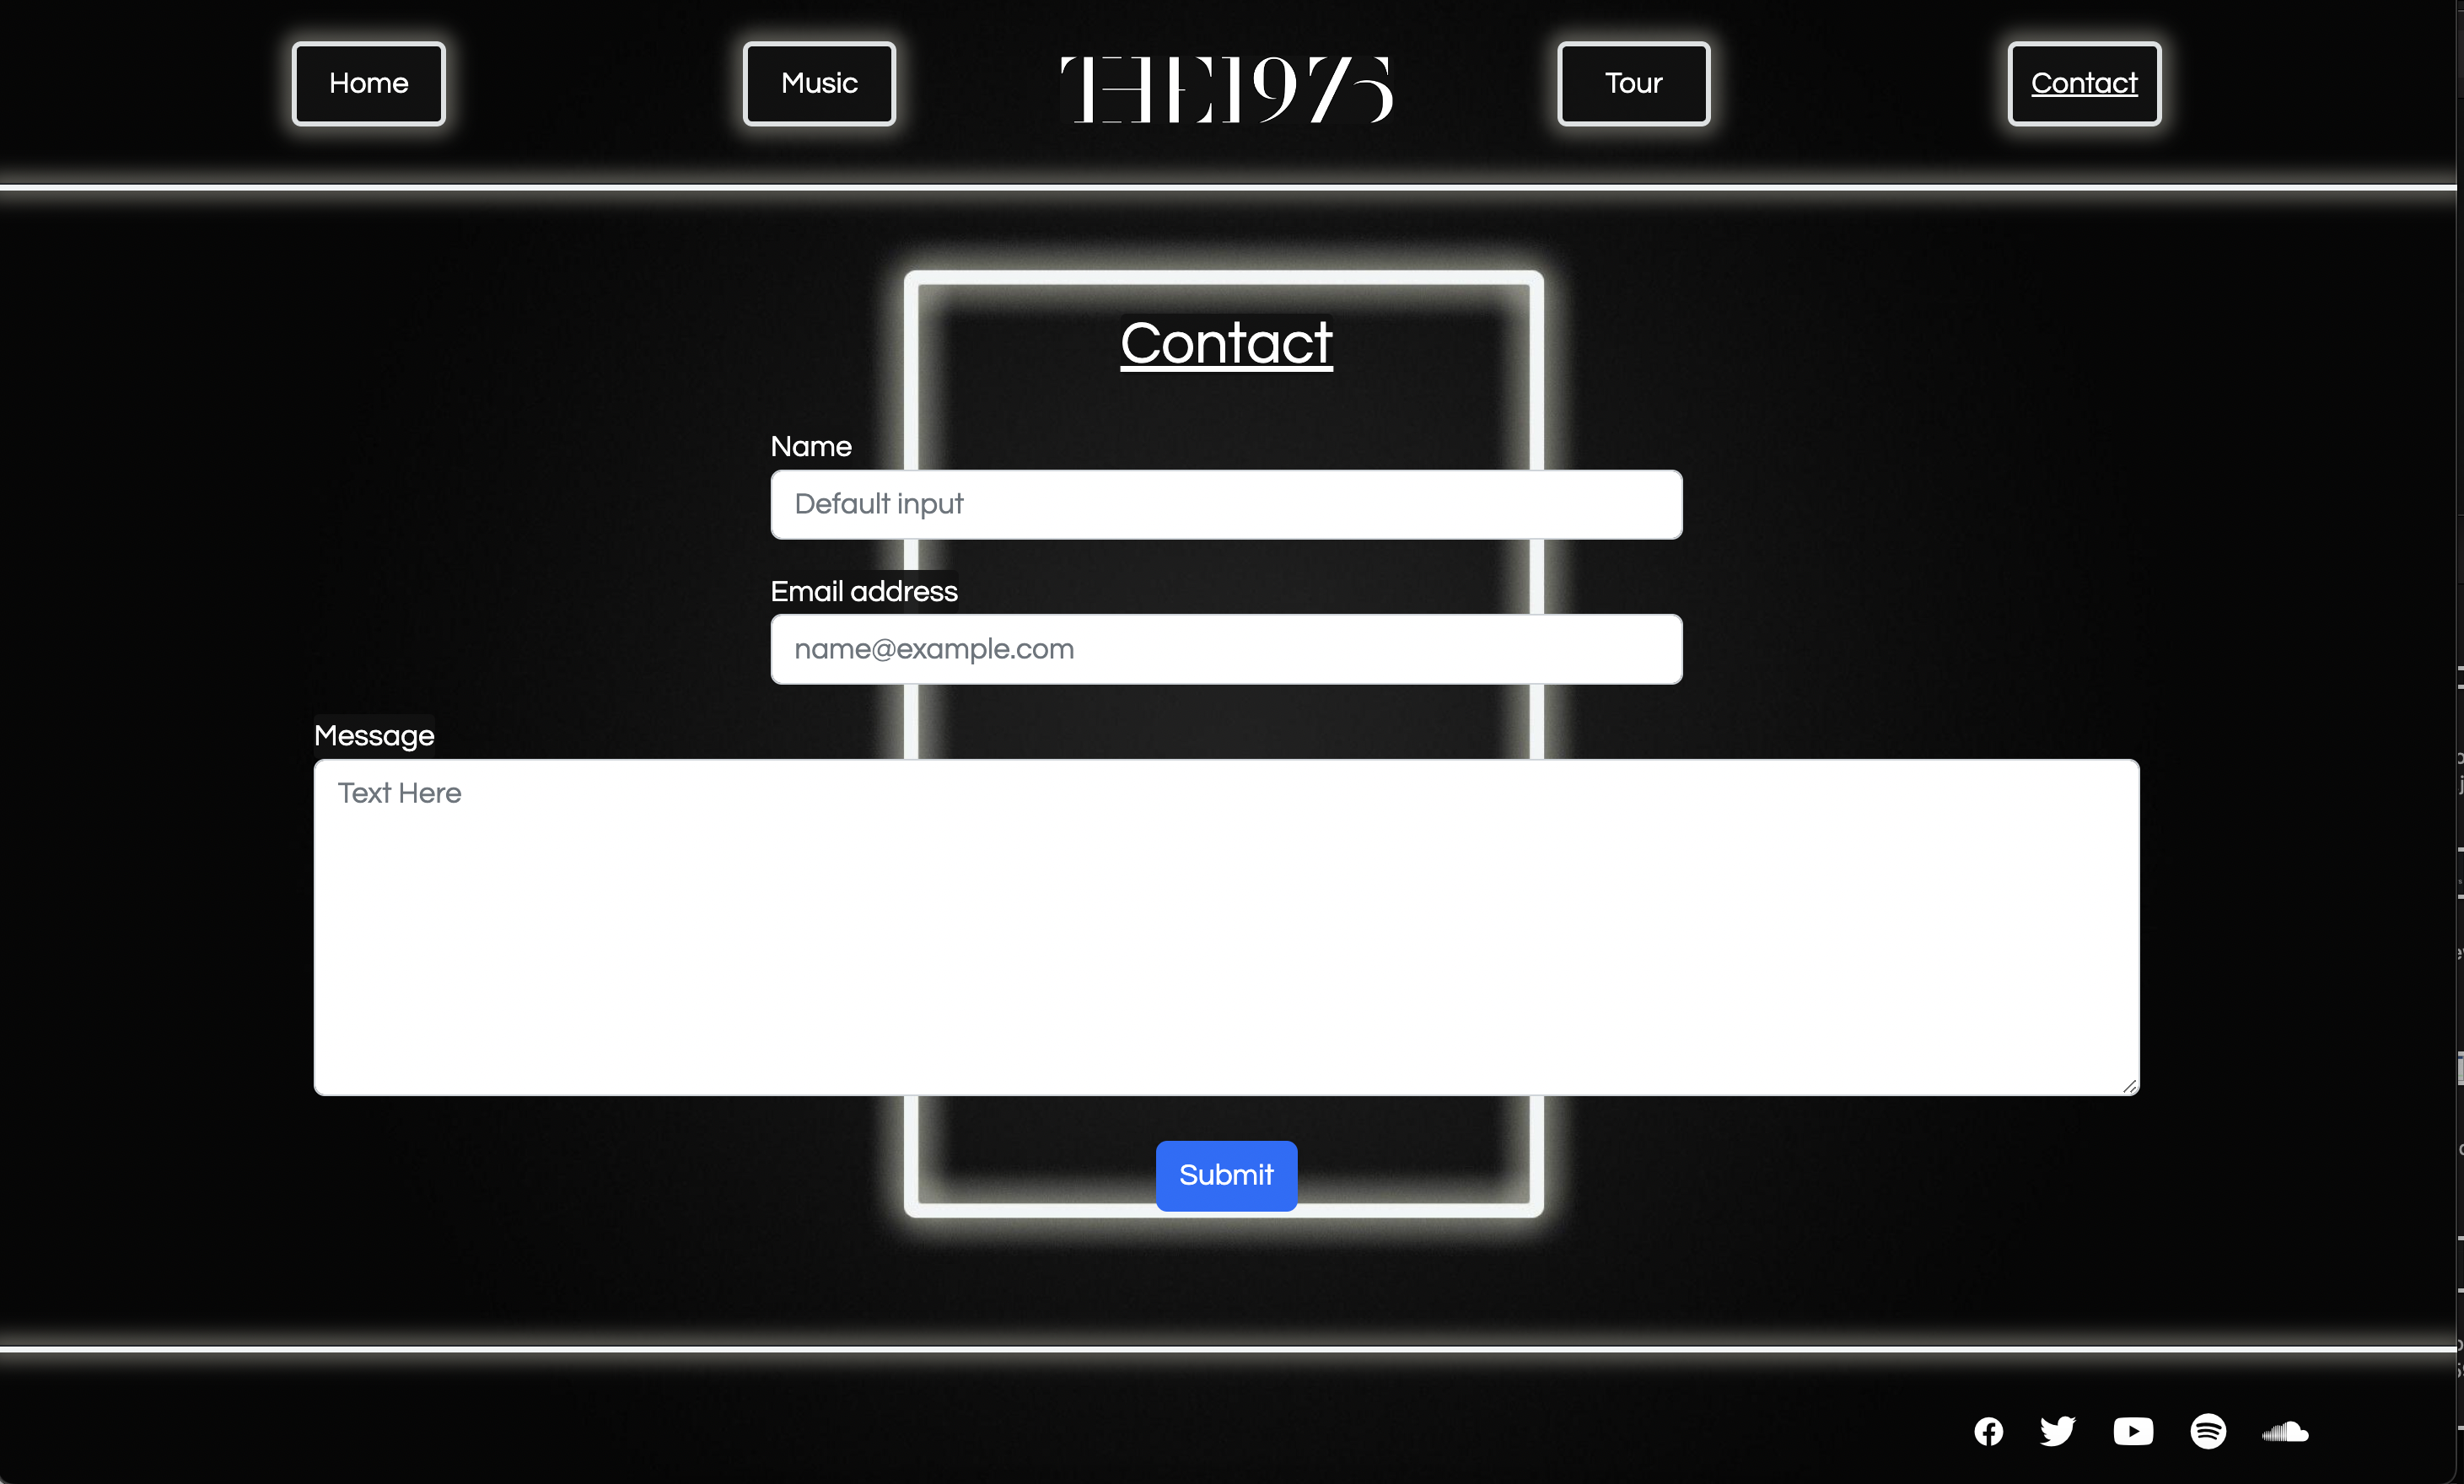 Home
Music
THE1975
Tour
Contact
Contact
Name
Default input
Email address
name@example.com
Message
Text Here
Submit